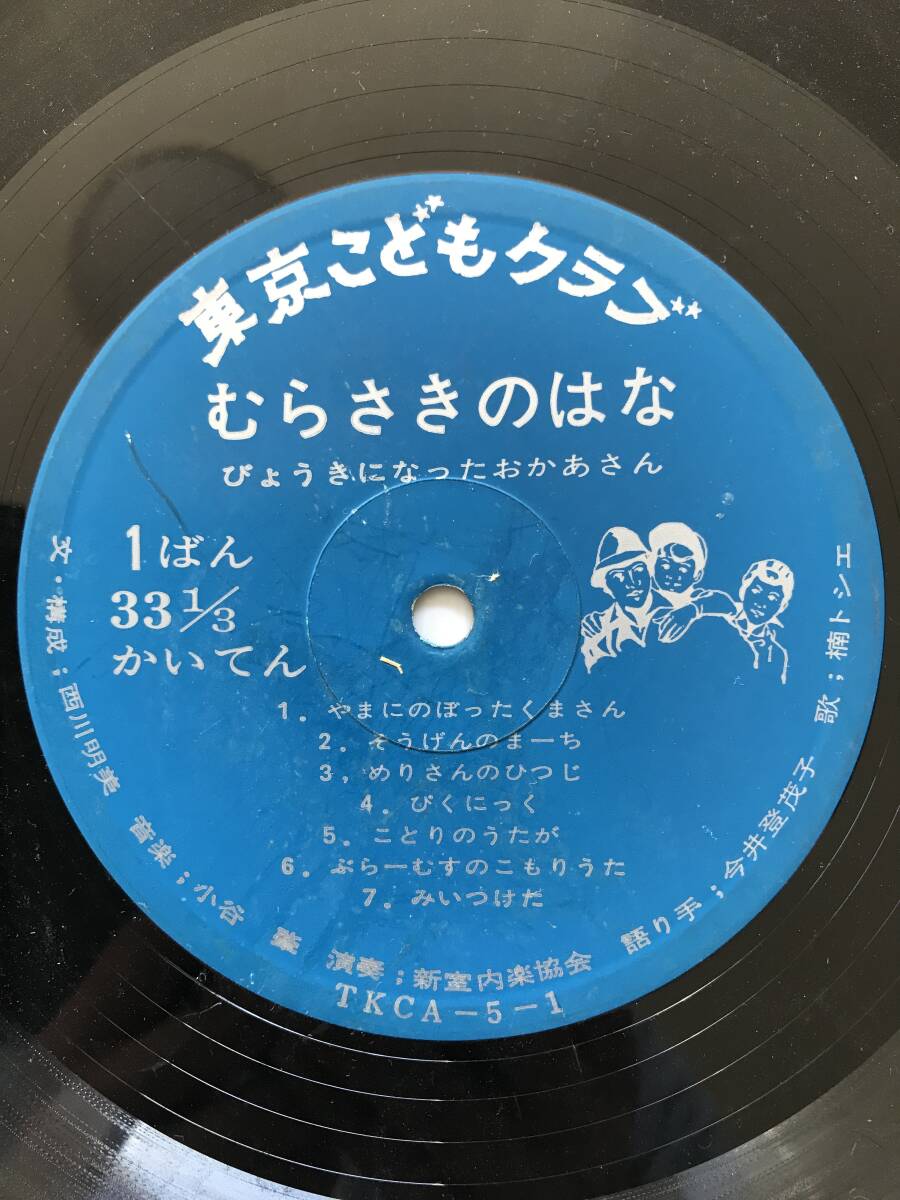 東京こどもクラブ
むらさきのはな
びょうきになったおかあさん
1ばん
33 1/3
かいてん
1．やまにのぼったくまさん
2．そうげんのまーち
3．めりさんのひつじ
4．ぴくにっく
5．ことりのうたが
6．ぶらーむすのこもりうた
7．みいつけた
文・構成；西川明美 音楽；小谷 演奏；新室内楽協会 語り手；今井登茂子 歌；楠トシエ
TKCA-5-1